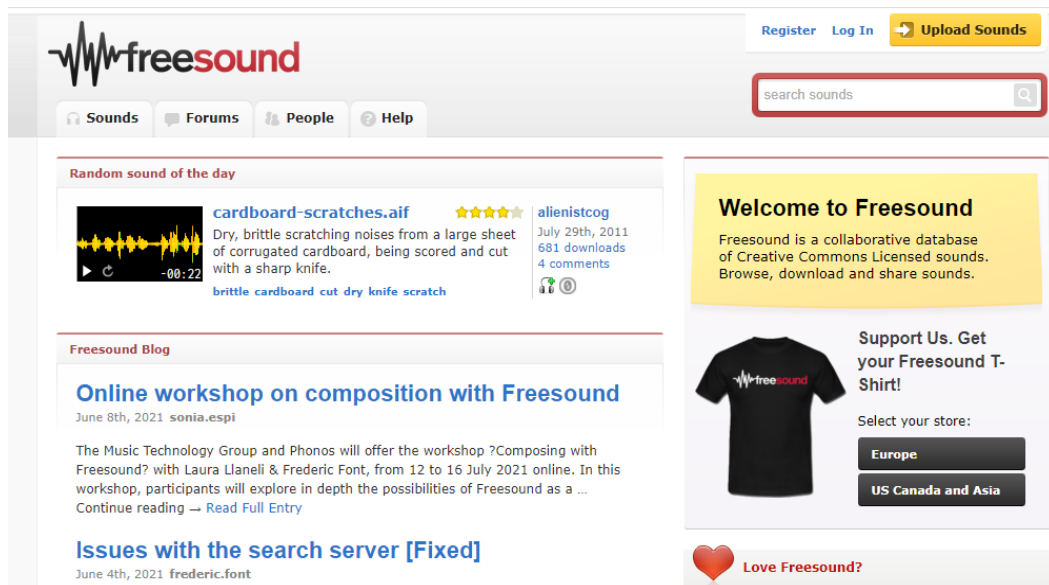 Register Log In Upload Sounds
freesound
search sounds
Sounds Forums People Help
Random sound of the day
cardboard-scratches.aif
Dry, brittle scratching noises from a large sheet
of corrugated cardboard, being scored and cut
with a sharp knife.
brittle cardboard cut dry knife scratch
-00:22
alienistcog
July 29th, 2011
681 downloads
4 comments
0
Freesound Blog
Online workshop on composition with Freesound
June 8th, 2021 sonia.espi
The Music Technology Group and Phonos will offer the workshop ?Composing with
Freesound? with Laura Llaneli & Frederic Font, from 12 to 16 July 2021 online. In this
workshop, participants will explore in depth the possibilities of Freesound as a ...
Continue reading → Read Full Entry
Issues with the search server [Fixed]
June 4th, 2021 frederic.font
Welcome to Freesound
Freesound is a collaborative database
of Creative Commons Licensed sounds.
Browse, download and share sounds.
freesound
Support Us. Get
your Freesound T-
Shirt!
Select your store:
Europe
US Canada and Asia
Love Freesound?